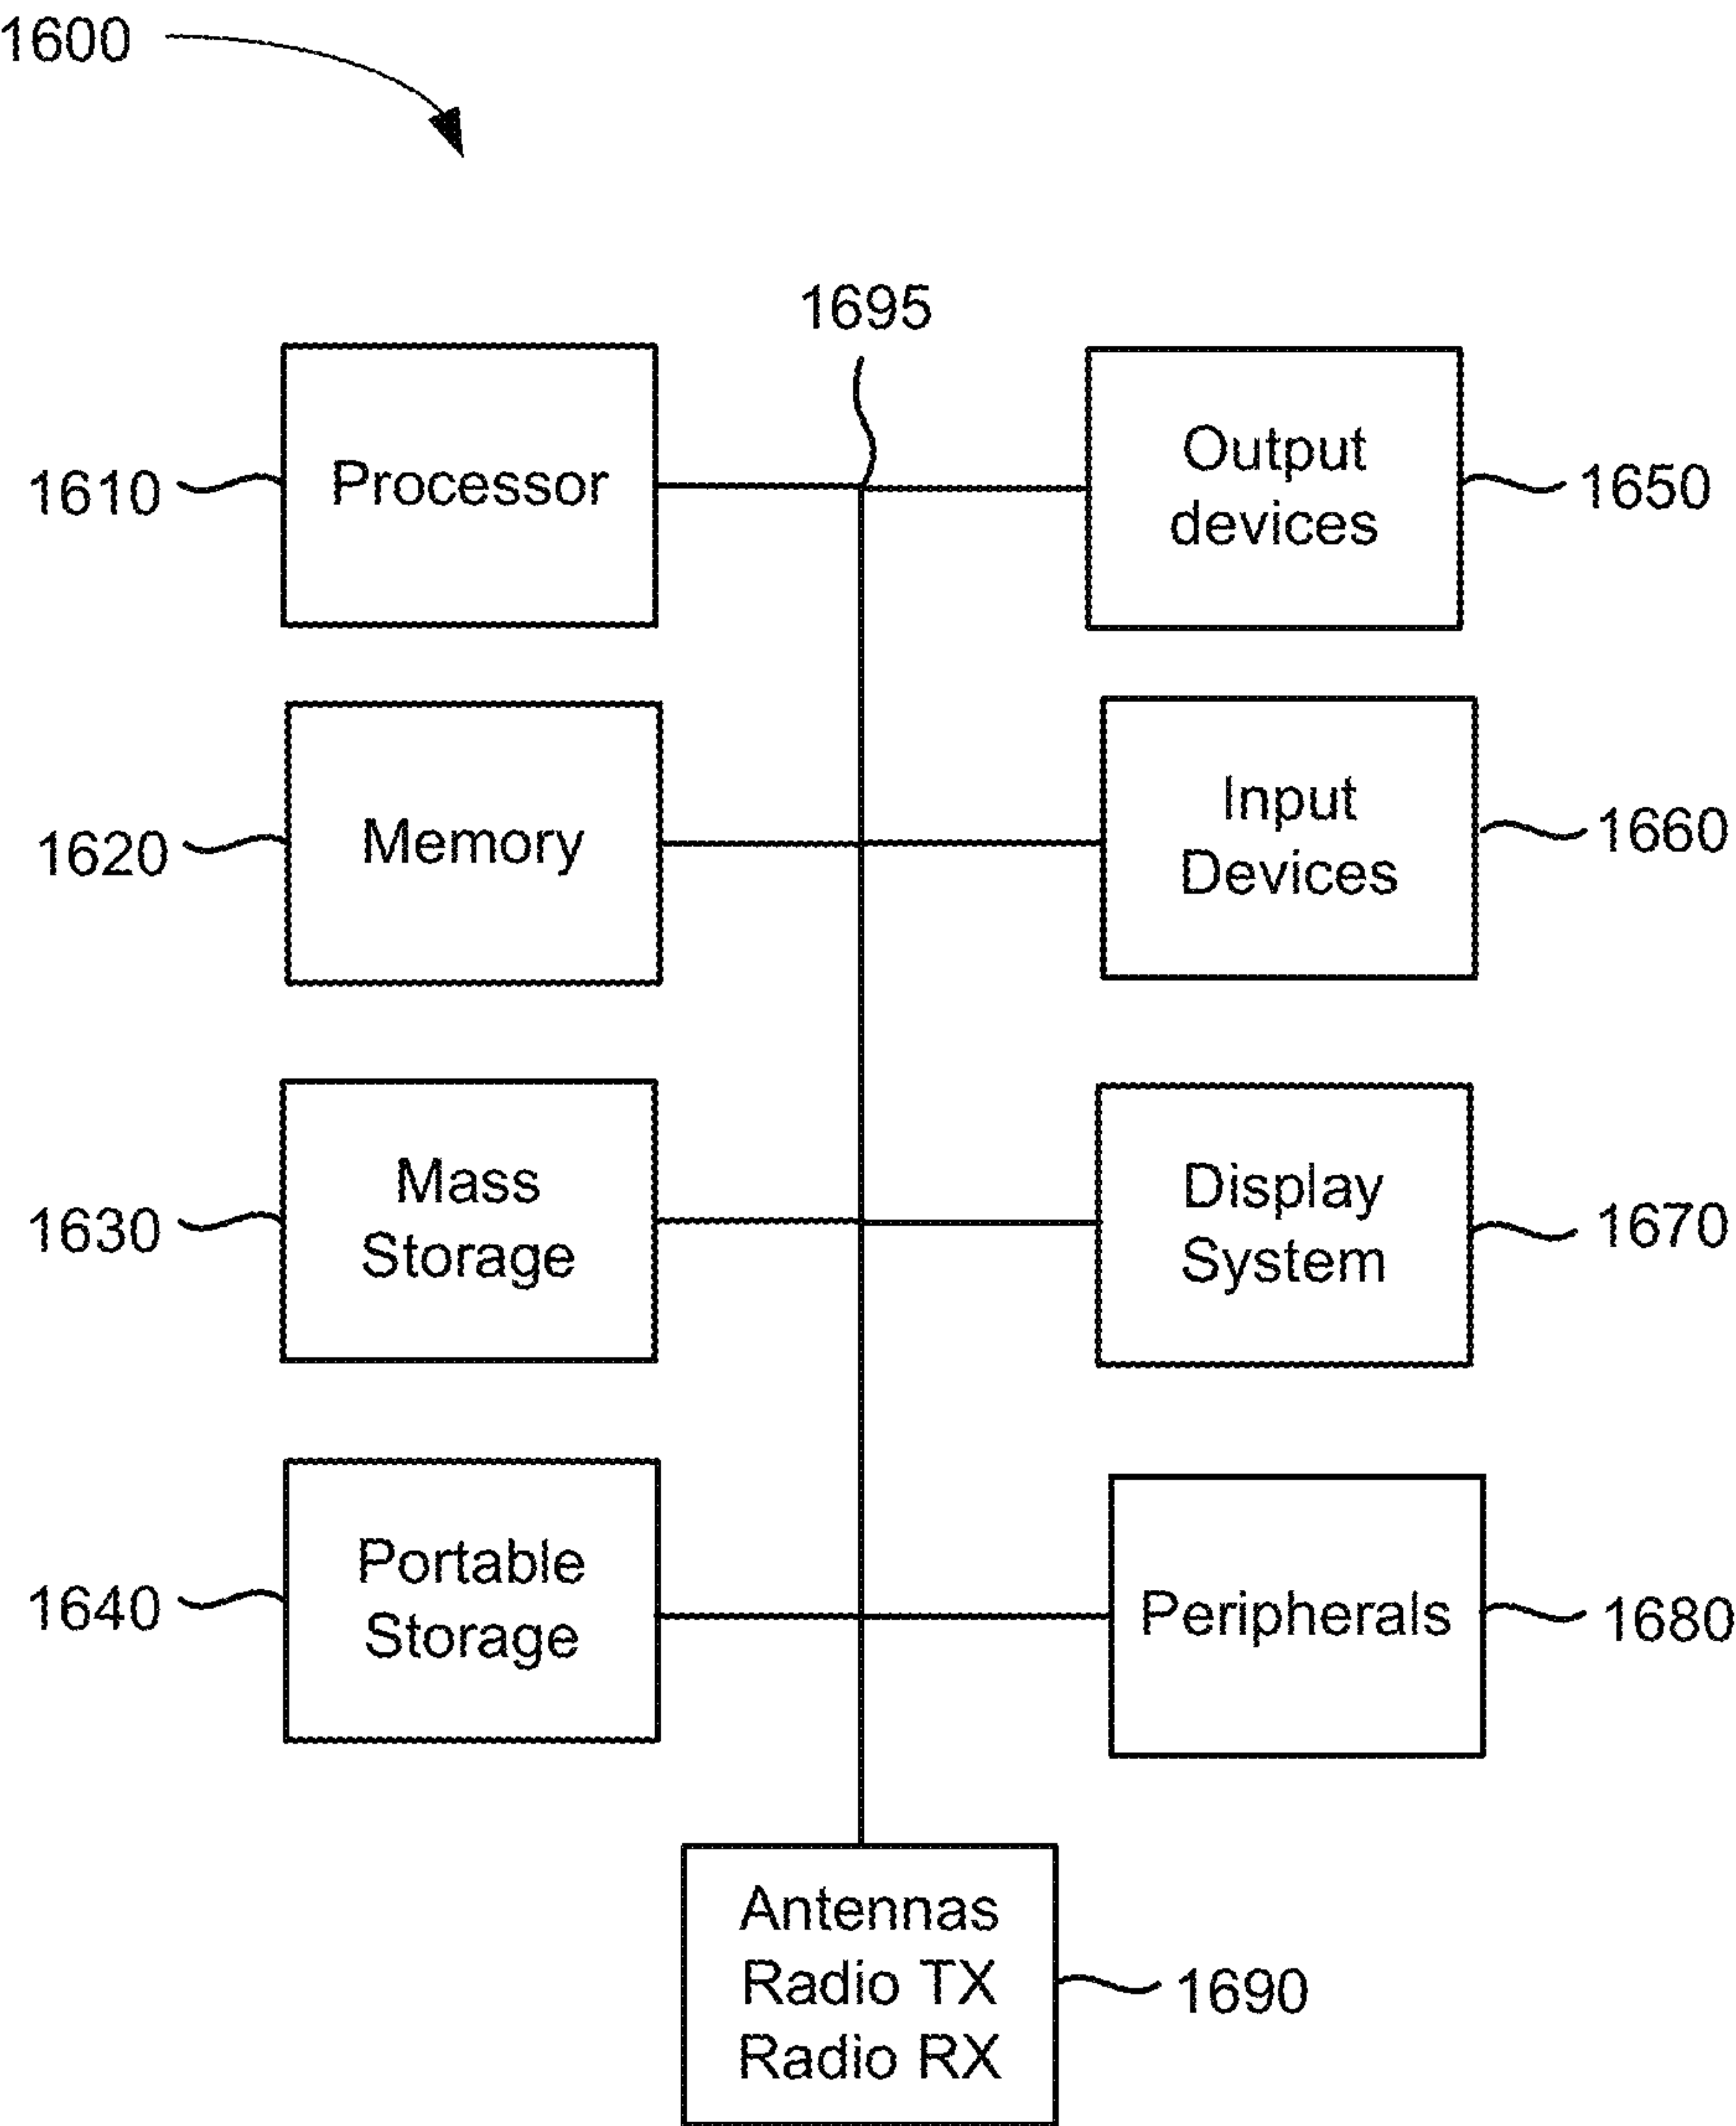 1600
1695
1610
Processor
Output
devices
1650
1620
Memory
Input
Devices
1660
1630
Mass
Storage
Display
System
1670
1640
Portable
Storage
Peripherals
1680
Antennas
Radio TX
Radio RX
1690